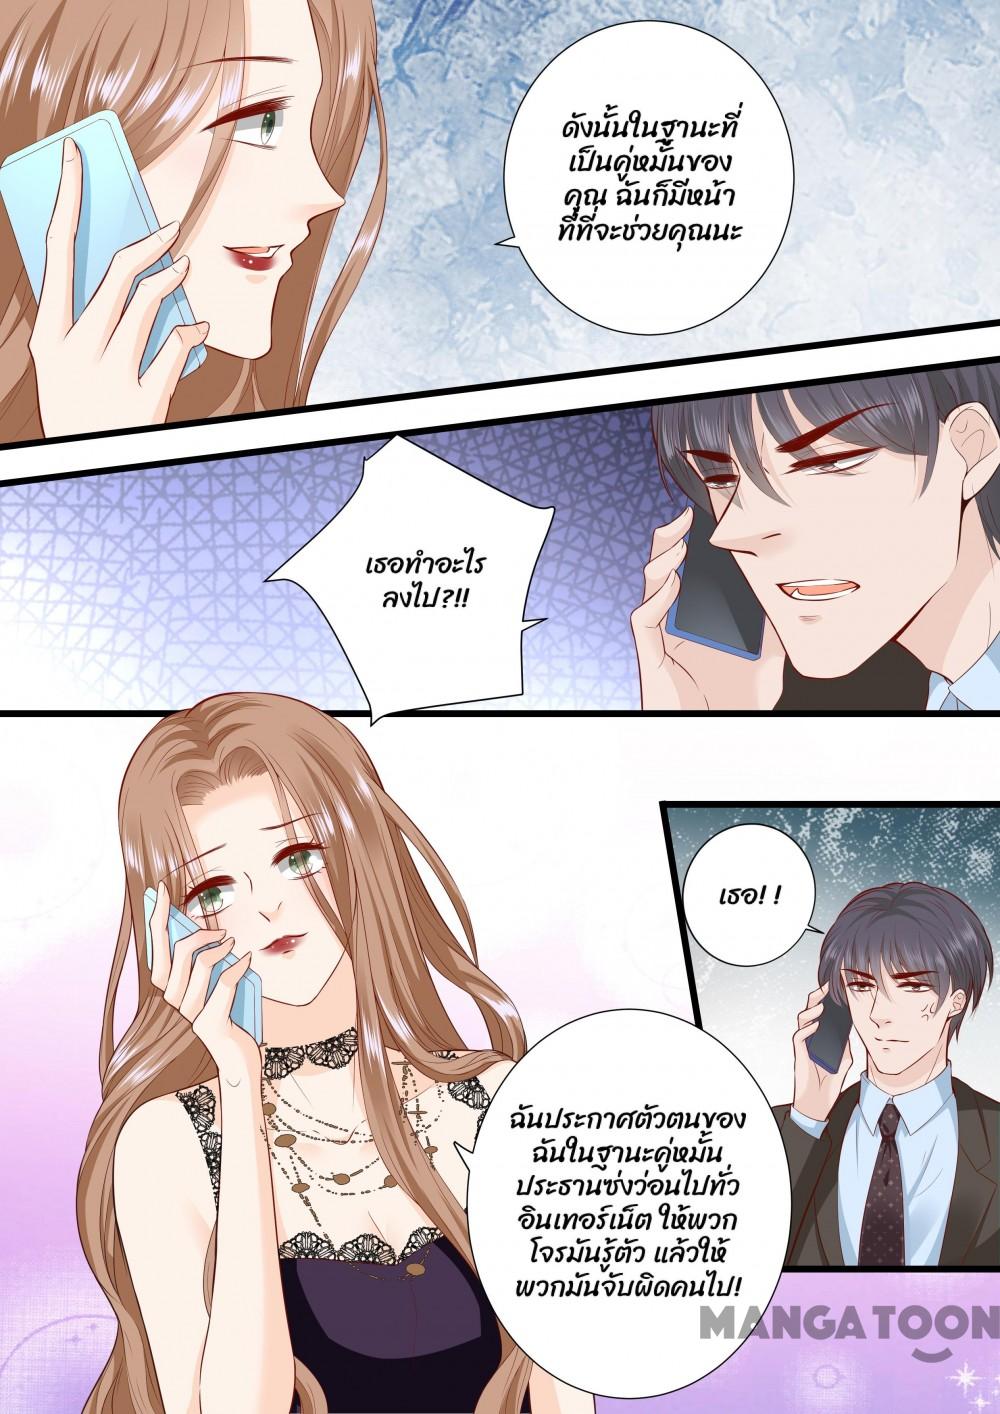 ดังนั้นในฐานะที่
เป็นคู่หมั้นของ
คุณ ฉันก็มีหน้า
ที่ที่จะช่วยคุณนะ
เธอทำอะไร
ลงไป?!!
เธอ! !
ฉันประกาศตัวตนของ
ฉันในฐานะคู่หมั้น
ประธานซ่งว่อนไปทั่ว
อินเทอร์เน็ต ให้พวก
โจรมันรู้ตัว แล้วให้
พวกมันจับผิดคนไป!
MANGA TOON